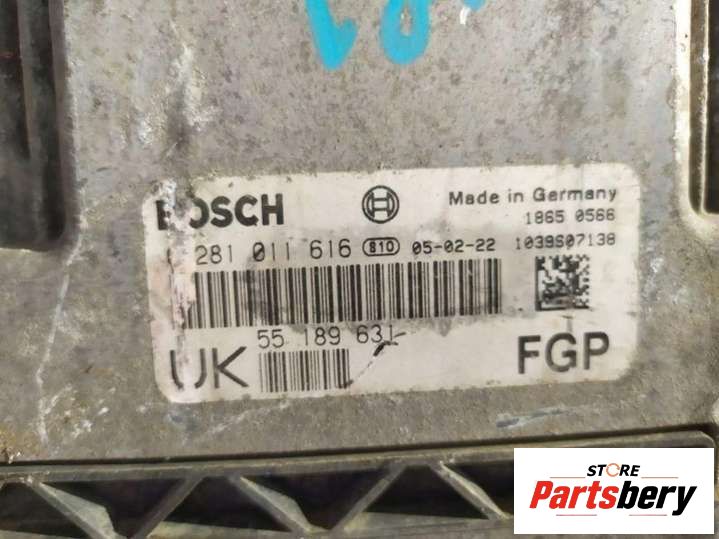 BOSCH
Made in Germany
1865 0566
281 011 616 810 05-02-22 1039S07138
55 189 631
UK FGP
STORE
Partsbery